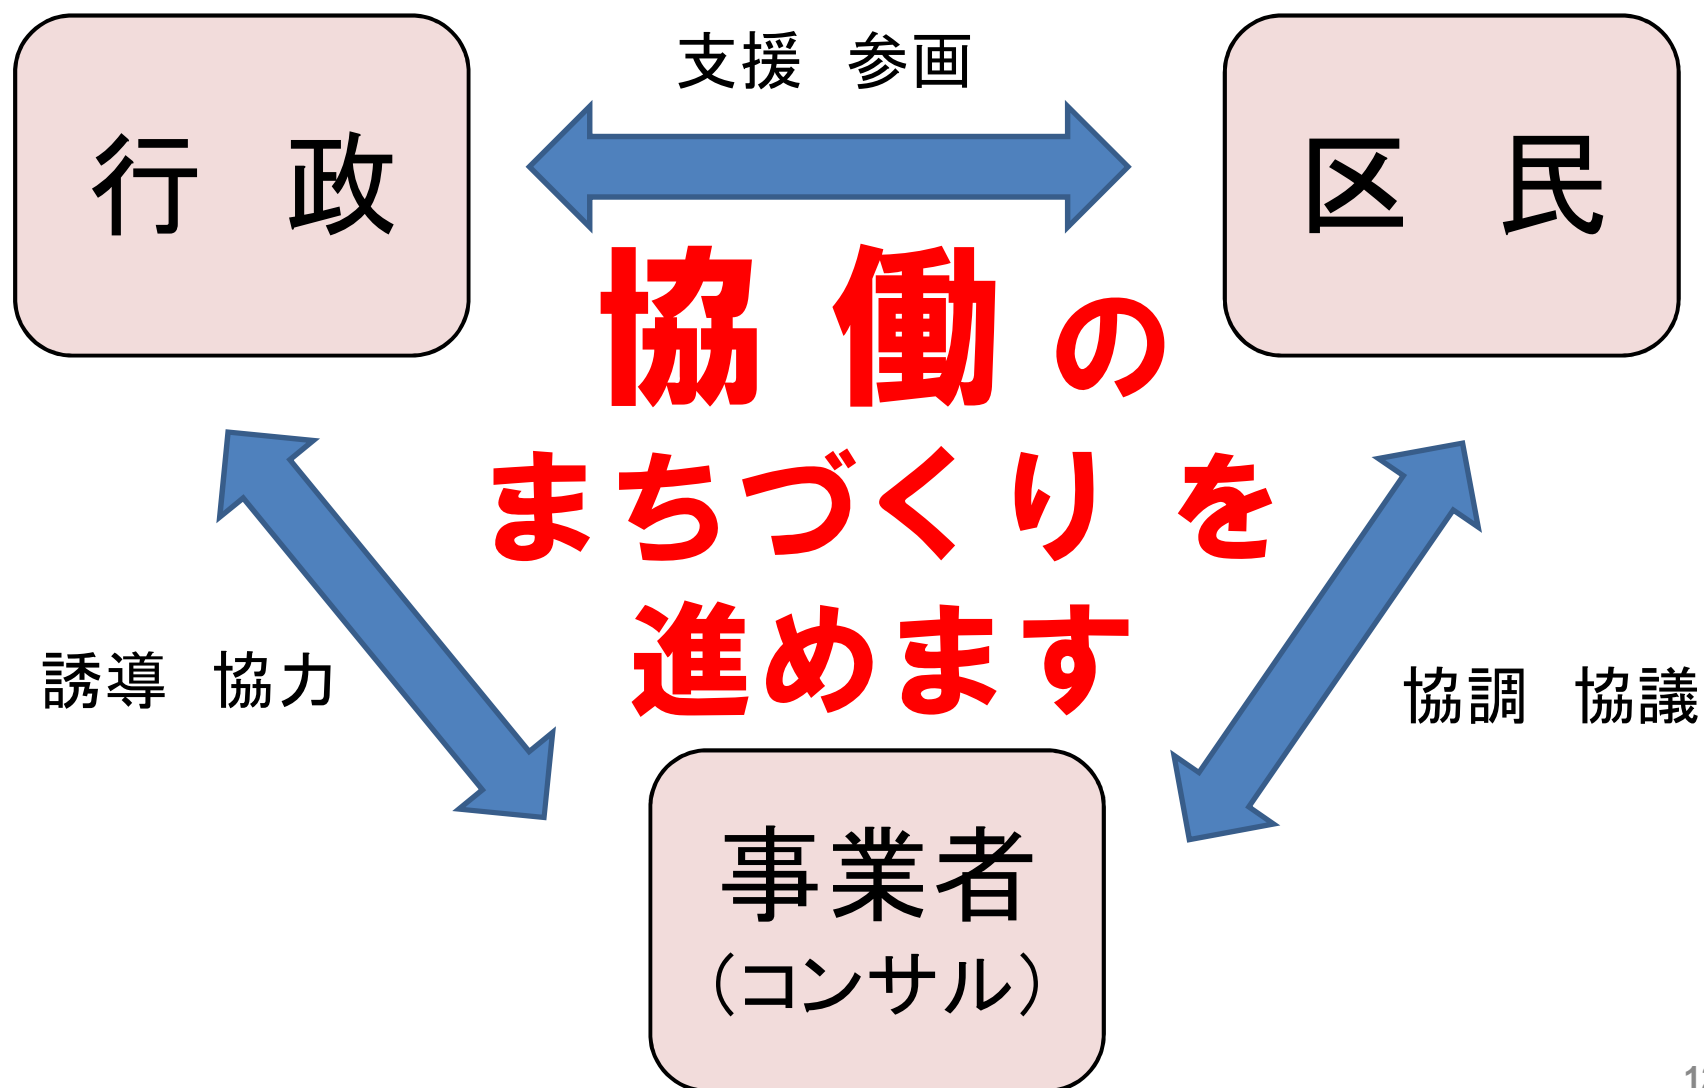 支援　参画
行　政
区　民
協 働 の
まちづくり を
進めます
誘導　協力
協調　協議
事業者
（コンサル）